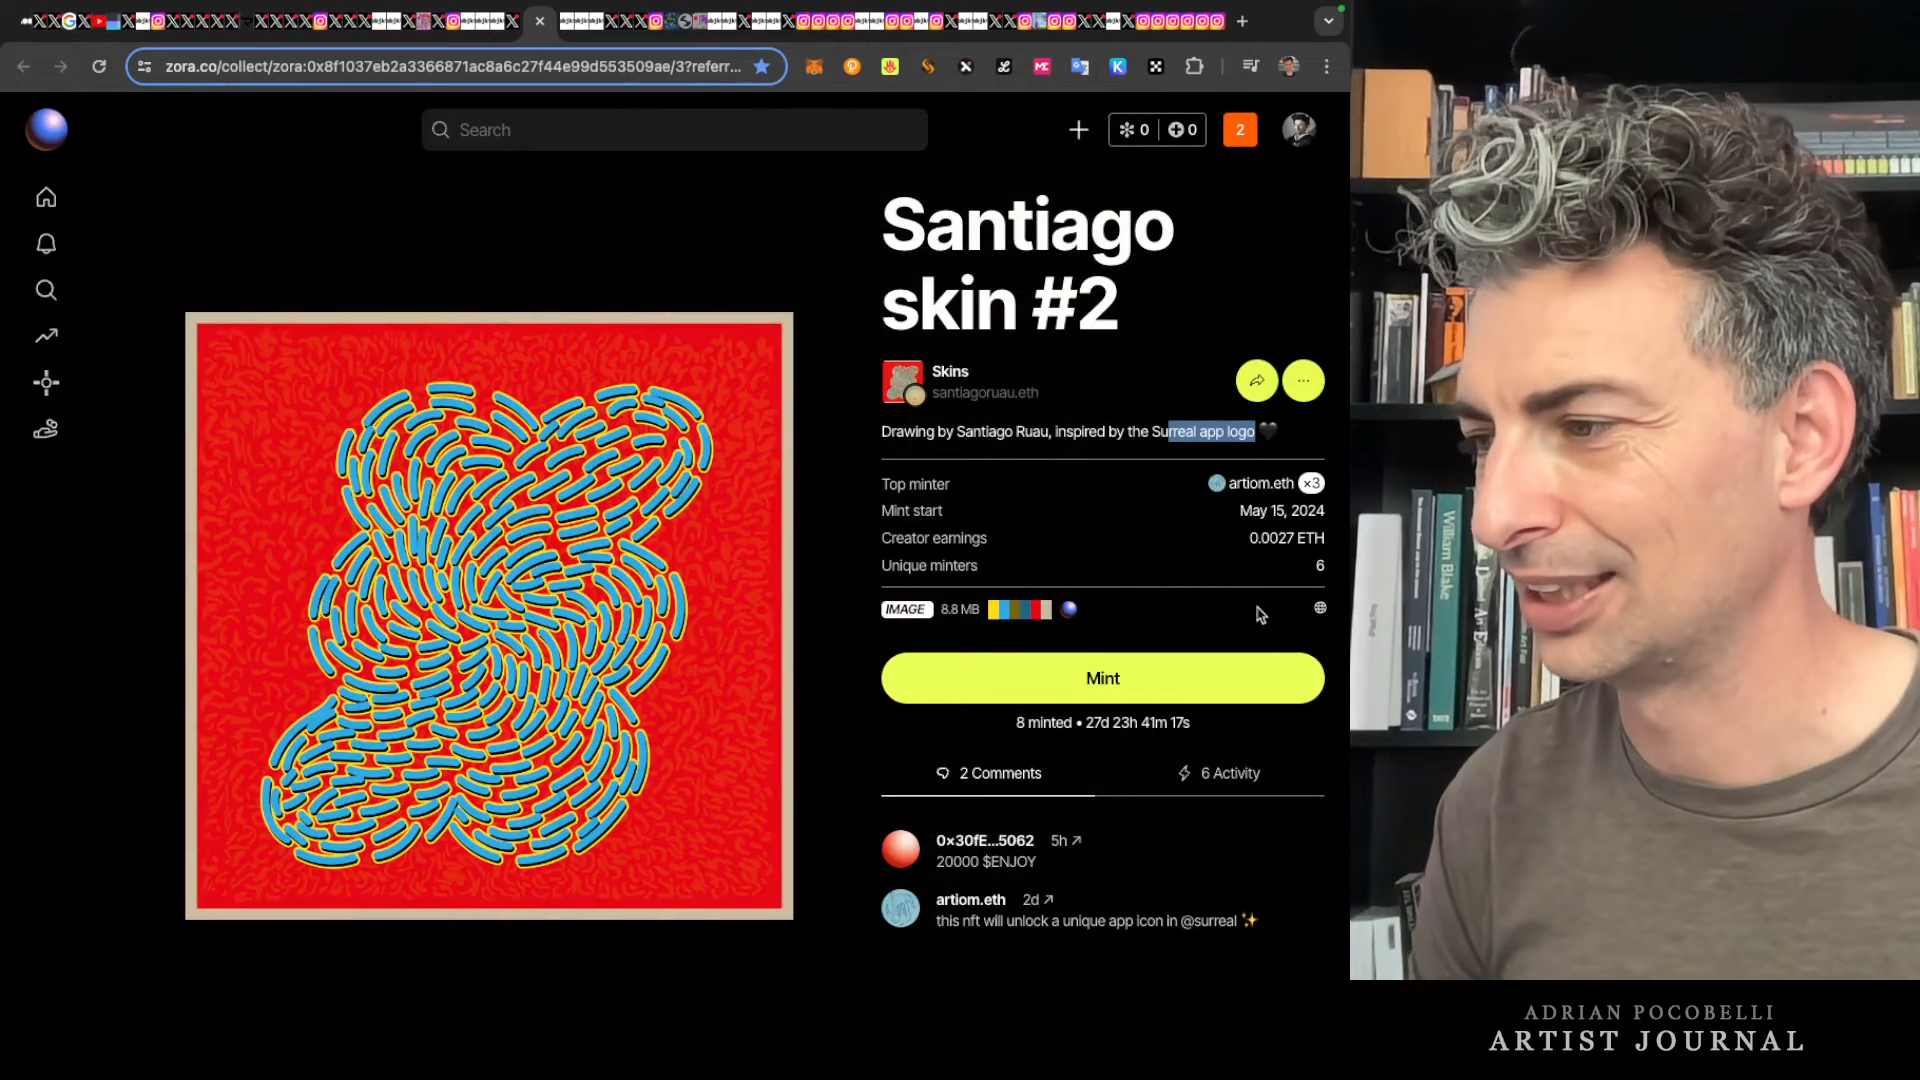 zora.co/collect/zora:0x8f1037eb2a3366871ac8a6c27f44e99d553509ae/3?referr...
Search
0
0
2
Santiago
skin #2
Skins
santiagoruau.eth
Drawing by Santiago Ruau, inspired by the Surreal app logo 🖤
Top minter
artiom.eth ×3
Mint start
May 15, 2024
Creator earnings
0.0027 ETH
Unique minters
6
IMAGE 8.8 MB
Mint
8 minted • 27d 23h 41m 17s
2 Comments
6 Activity
0x30fE...5062 5h ↗
20000 $ENJOY
artiom.eth 2d ↗
this nft will unlock a unique app icon in @surreal ✨
William Blake
ADRIAN POCOBELLI
ARTIST JOURNAL